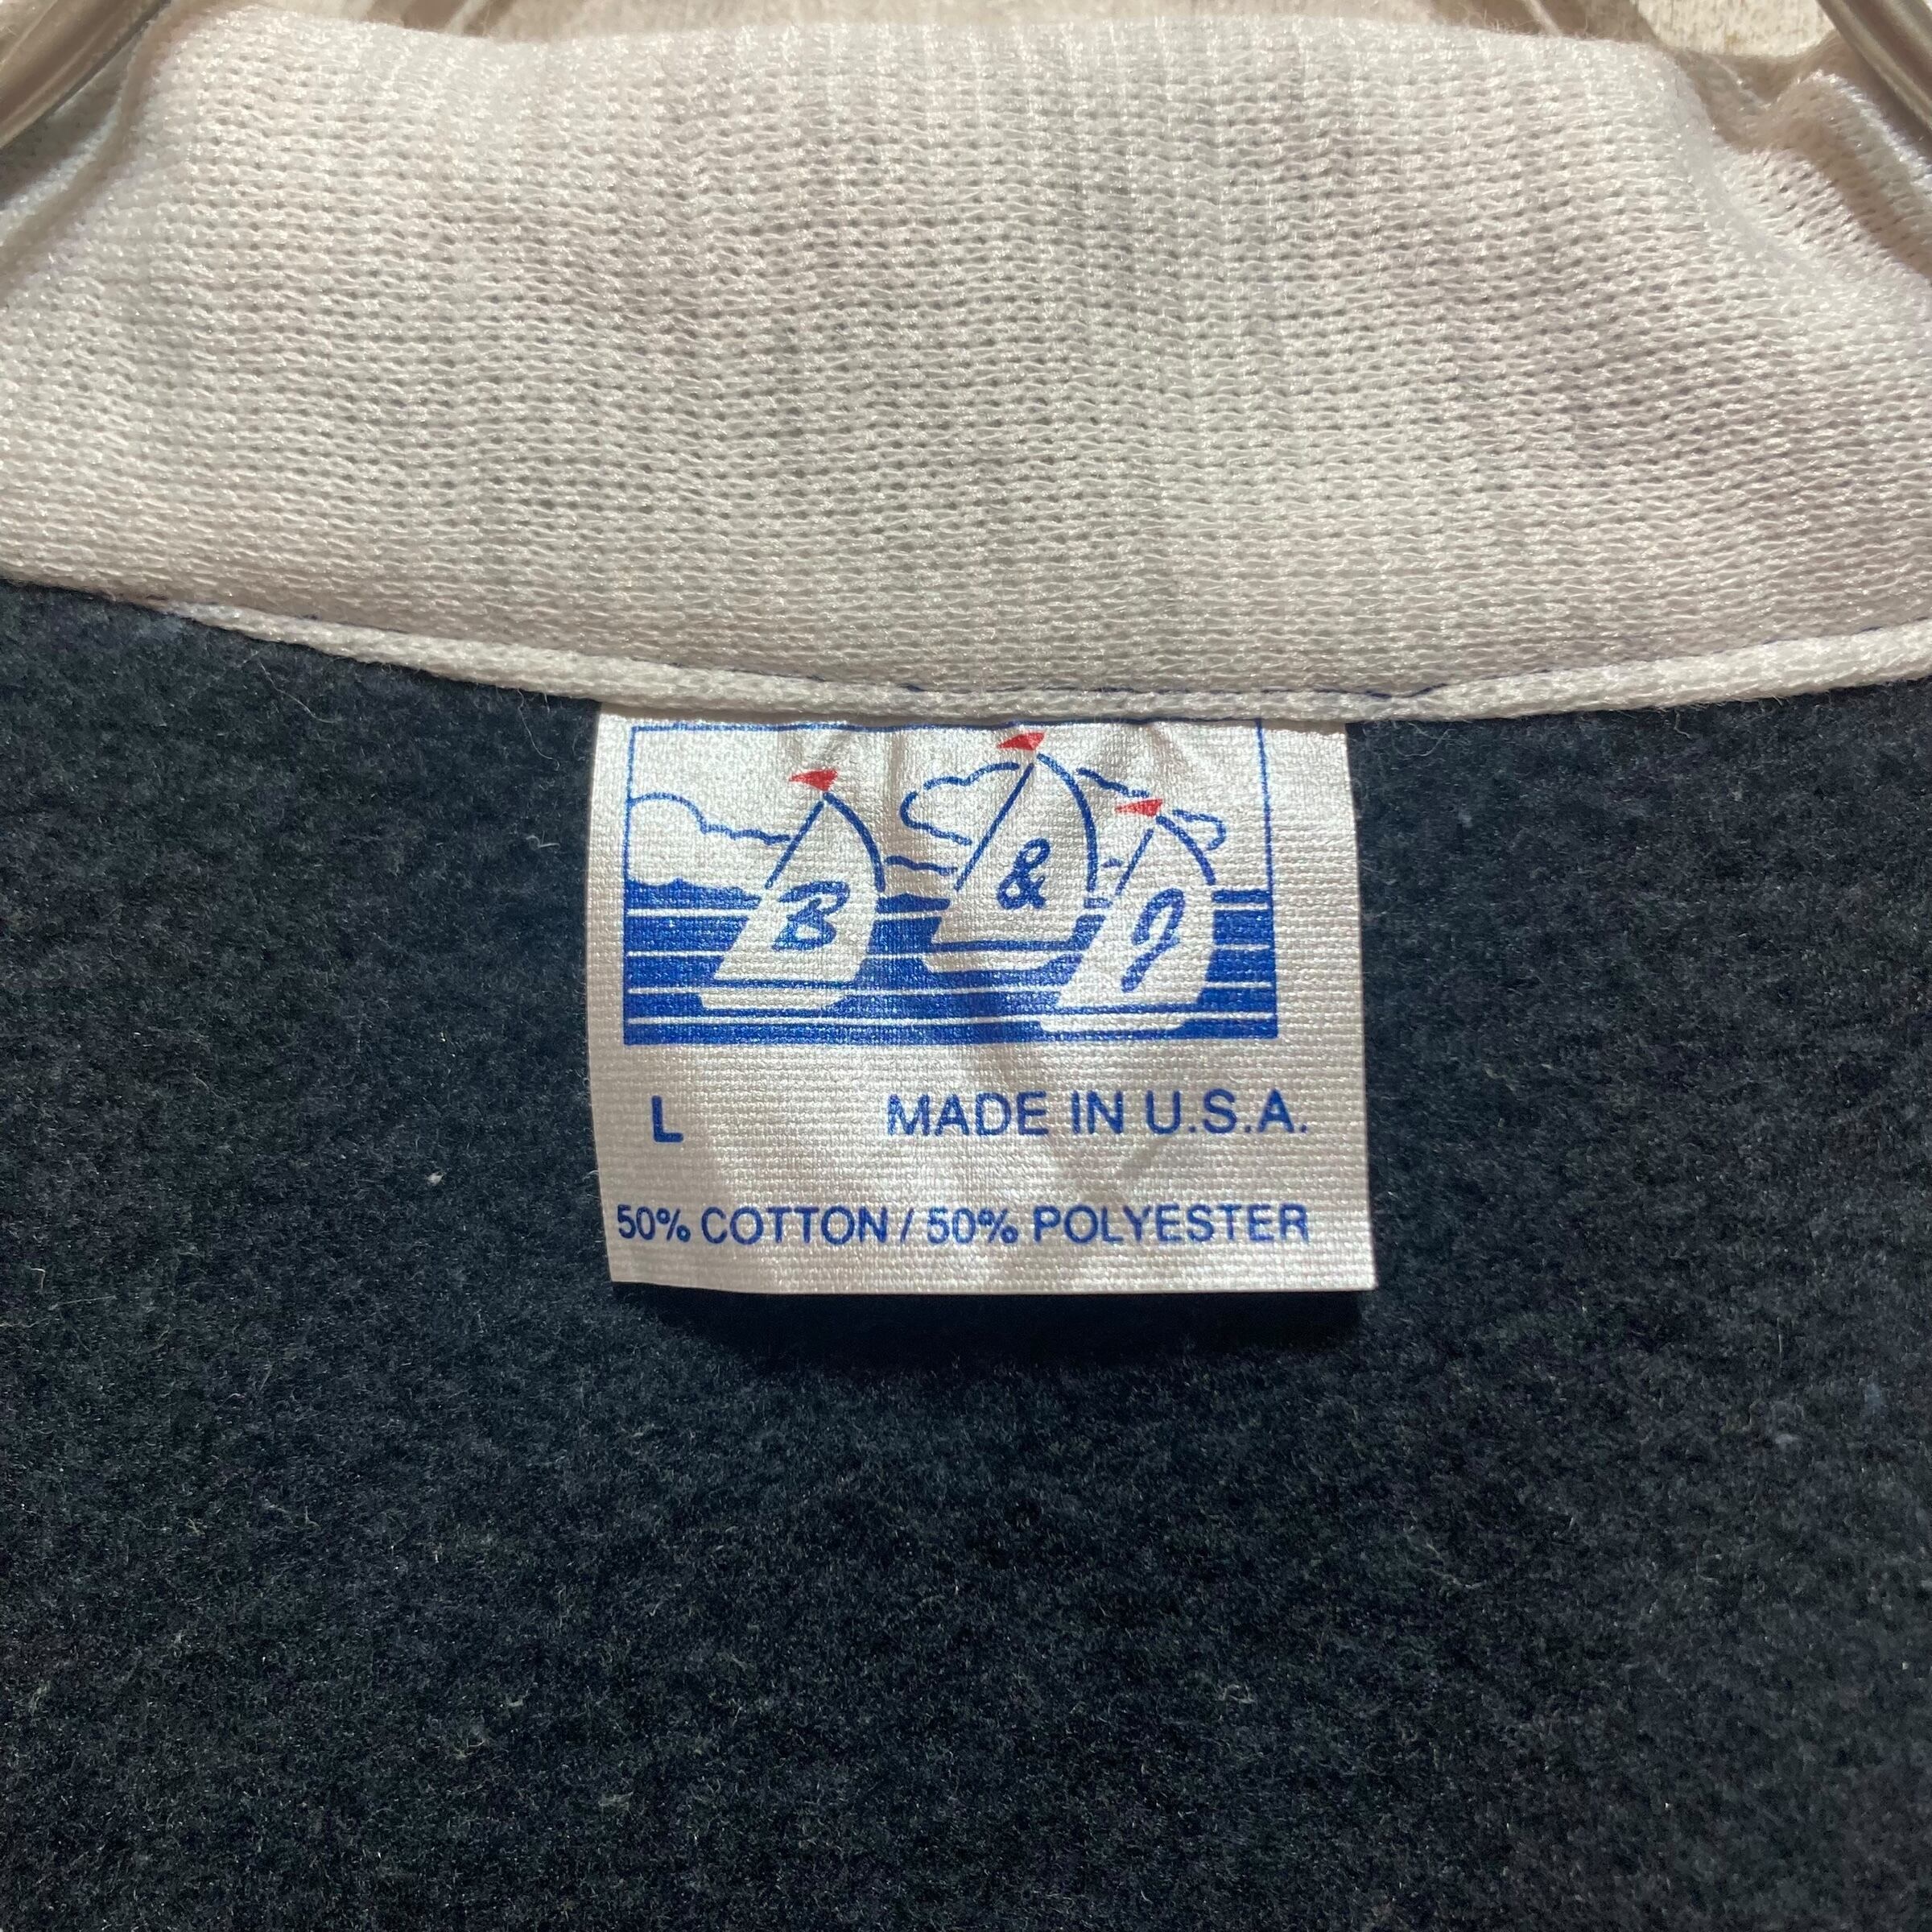 B & J
L MADE IN U.S.A.
50% COTTON / 50% POLYESTER